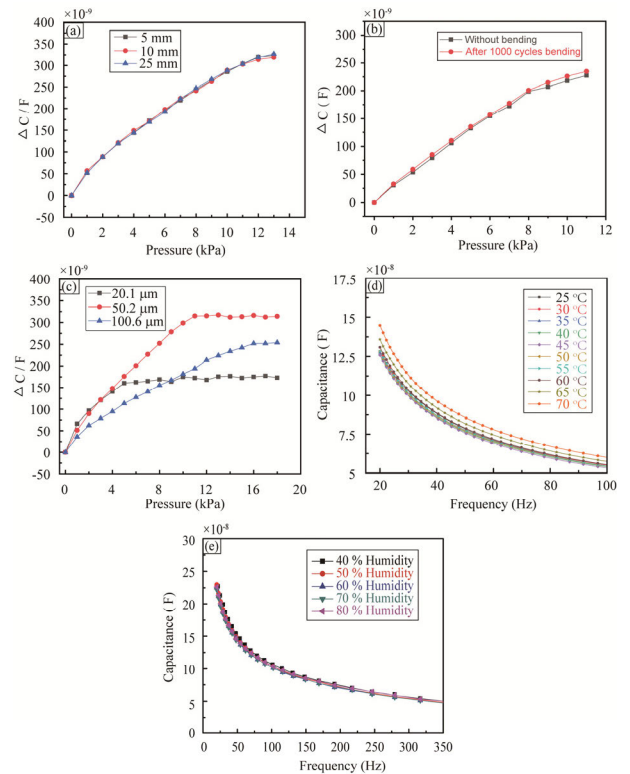 ×10⁻⁹
(a)
5 mm
10 mm
25 mm
△ C / F
400
350
300
250
200
150
100
50
0
-50
0 2 4 6 8 10 12 14
Pressure (kPa)
×10⁻⁹
(b)
Without bending
After 1000 cycles bending
△ C ( F )
300
250
200
150
100
50
0
-50
0 2 4 6 8 10 12
Pressure (kPa)
×10⁻⁹
(c)
20.1 μm
50.2 μm
100.6 μm
△ C / F
400
350
300
250
200
150
100
50
0
-50
0 2 4 6 8 10 12 14 16 18 20
Pressure (kPa)
×10⁻⁸
(d)
25 °C
30 °C
35 °C
40 °C
45 °C
50 °C
55 °C
60 °C
65 °C
70 °C
Capacitance ( F )
17.5
15
12.5
10
7.5
5
20 40 60 80 100
Frequency (Hz)
×10⁻⁸
(e)
40 % Humidity
50 % Humidity
60 % Humidity
70 % Humidity
80 % Humidity
Capacitance ( F )
30
25
20
15
10
5
0
0 50 100 150 200 250 300 350
Frequency (Hz)